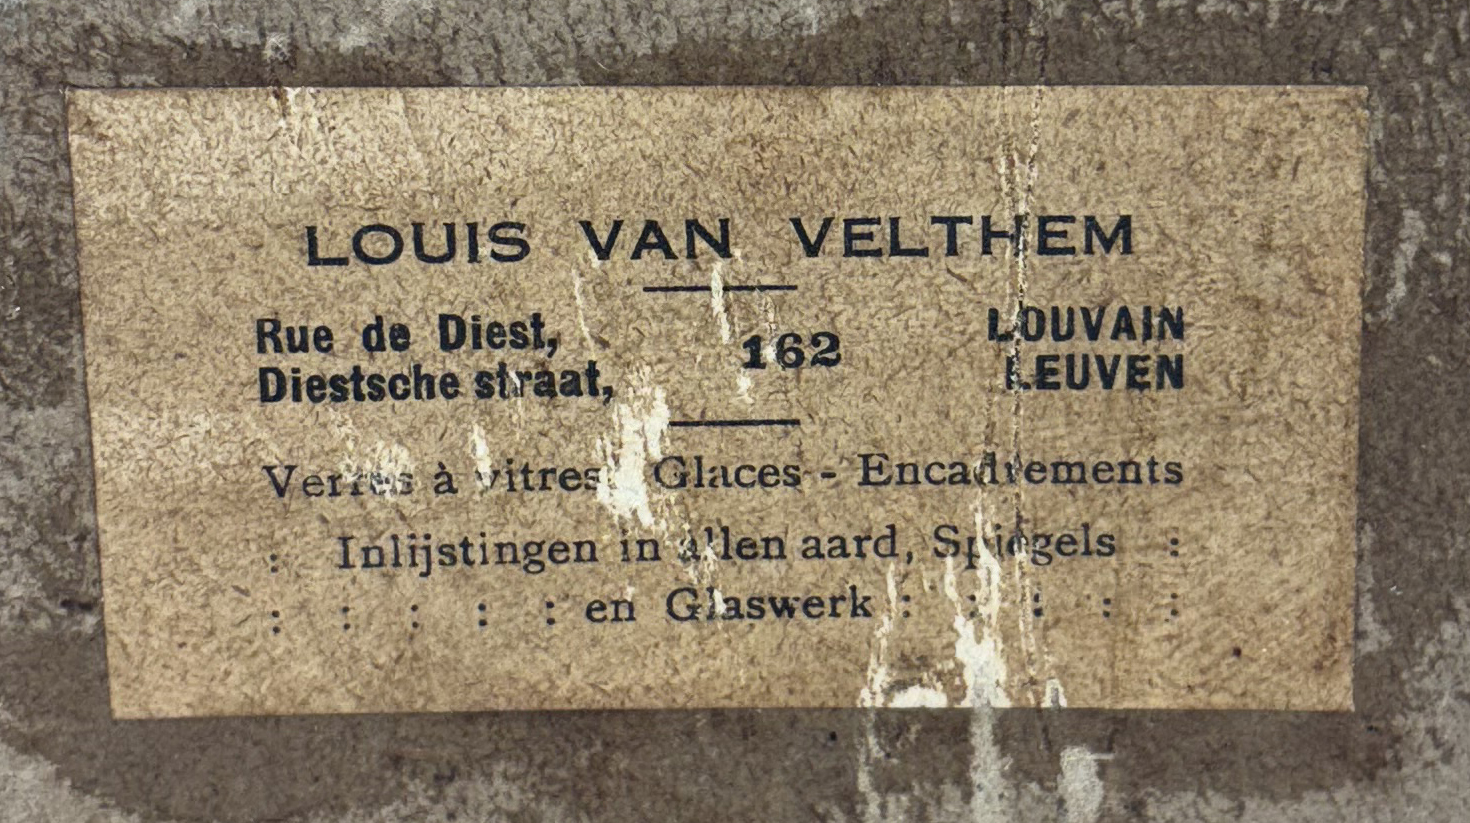 LOUIS VAN VELTHEM
Rue de Diest, 162 LOUVAIN
Diestsche straat, LEUVEN
Verres à vitres - Glaces - Encadrements
: Inlijstingen in allen aard, Spiegels :
: : : : : en Glaswerk : : : : :